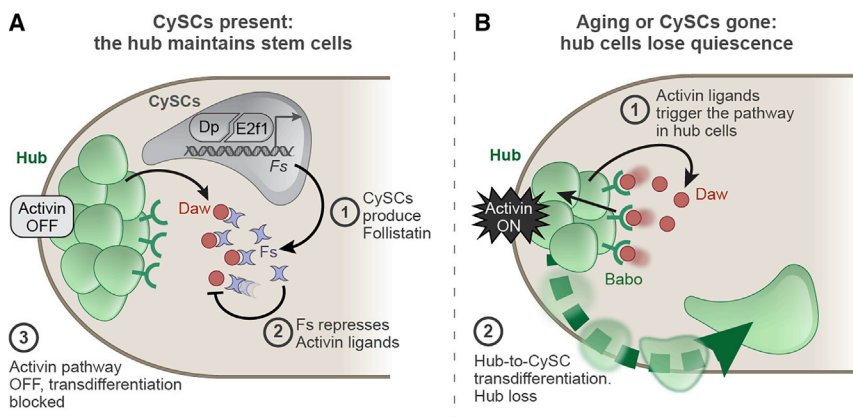 A
CySCs present:
the hub maintains stem cells
CySCs
Dp
E2f1
Fs
Hub
Activin
OFF
Daw
Fs
1
CySCs
produce
Follistatin
2
Fs represses
Activin ligands
3
Activin pathway
OFF, transdifferentiation
blocked
B
Aging or CySCs gone:
hub cells lose quiescence
1
Activin ligands
trigger the pathway
in hub cells
Hub
Daw
Activin
ON
Babo
2
Hub-to-CySC
transdifferentiation.
Hub loss